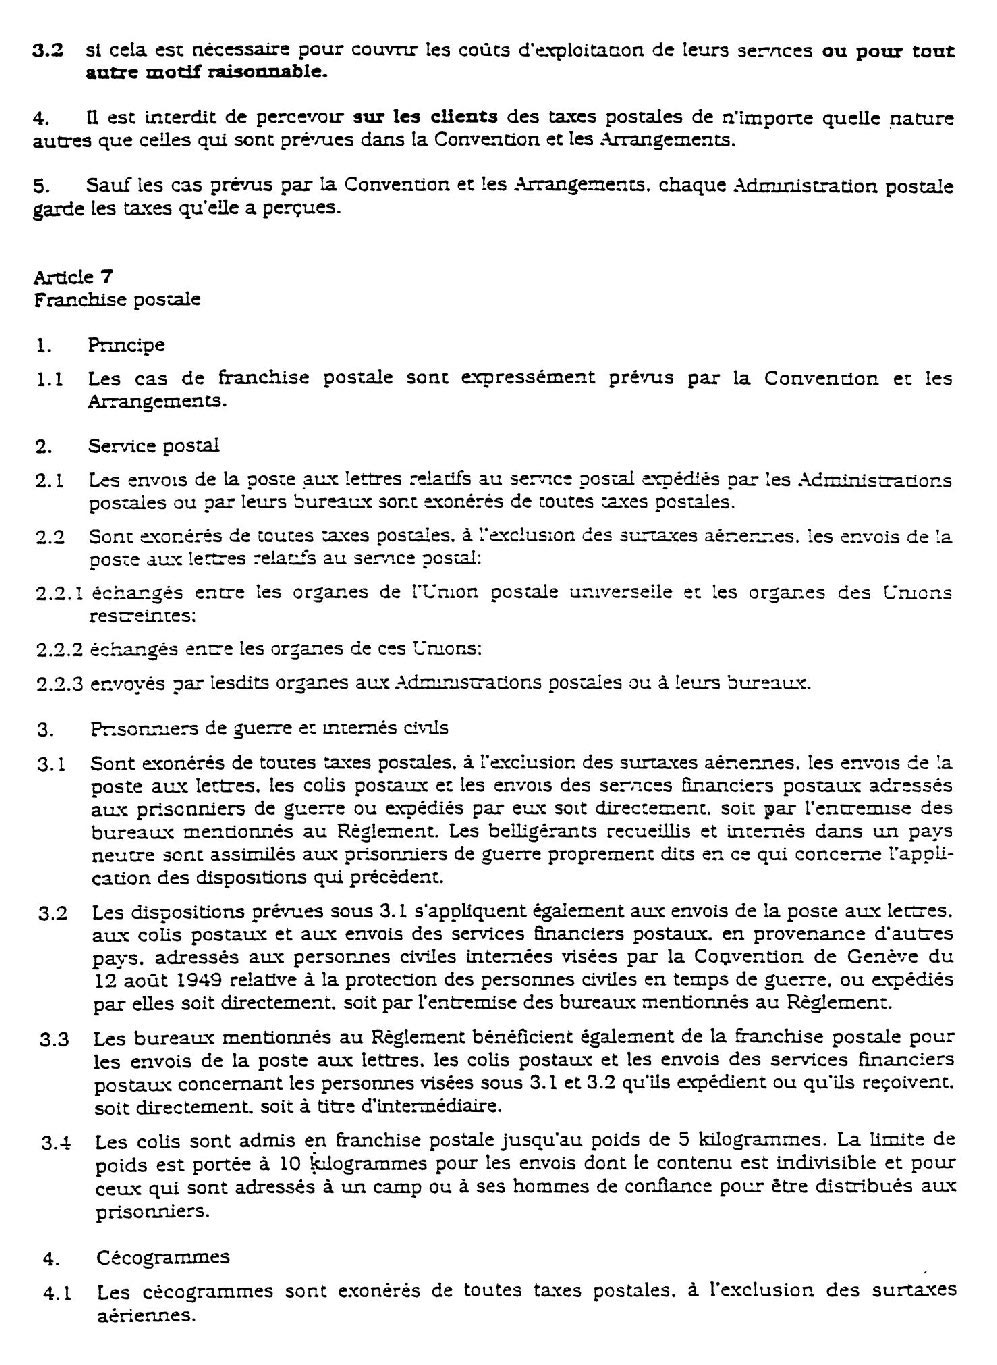 3.2 si cela est nécessaire pour couvrir les coûts d'exploitation de leurs services ou pour tout
autre motif raisonnable.
4. Il est interdit de percevoir sur les clients des taxes postales de n'importe quelle nature
autres que celles qui sont prévues dans la Convention et les Arrangements.
5. Sauf les cas prévus par la Convention et les Arrangements, chaque Administration postale
garde les taxes qu'elle a perçues.
Article 7
Franchise postale
1. Principe
1.1 Les cas de franchise postale sont expressément prévus par la Convention et les
Arrangements.
2. Service postal
2.1 Les envois de la poste aux lettres relatifs au service postal expédiés par les Administrations
postales ou par leurs bureaux sont exonérés de toutes taxes postales.
2.2 Sont exonérés de toutes taxes postales, à l'exclusion des surtaxes aériennes, les envois de la
poste aux lettres relatifs au service postal:
2.2.1 échangés entre les organes de l'Union postale universelle et les organes des Unions
restreintes;
2.2.2 échangés entre les organes de ces Unions;
2.2.3 envoyés par lesdits organes aux Administrations postales ou à leurs bureaux.
3. Prisonniers de guerre et internés civils
3.1 Sont exonérés de toutes taxes postales, à l'exclusion des surtaxes aériennes, les envois de la
poste aux lettres, les colis postaux et les envois des services financiers postaux adressés
aux prisonniers de guerre ou expédiés par eux soit directement, soit par l'entremise des
bureaux mentionnés au Règlement. Les belligérants recueillis et internés dans un pays
neutre sont assimilés aux prisonniers de guerre proprement dits en ce qui concerne l'appli-
cation des dispositions qui précèdent.
3.2 Les dispositions prévues sous 3.1 s'appliquent également aux envois de la poste aux lettres,
aux colis postaux et aux envois des services financiers postaux, en provenance d'autres
pays, adressés aux personnes civiles internées visées par la Convention de Genève du
12 août 1949 relative à la protection des personnes civiles en temps de guerre, ou expédiés
par elles soit directement, soit par l'entremise des bureaux mentionnés au Règlement.
3.3 Les bureaux mentionnés au Règlement bénéficient également de la franchise postale pour
les envois de la poste aux lettres, les colis postaux et les envois des services financiers
postaux concernant les personnes visées sous 3.1 et 3.2 qu'ils expédient ou qu'ils reçoivent,
soit directement, soit à titre d'intermédiaire.
3.4 Les colis sont admis en franchise postale jusqu'au poids de 5 kilogrammes. La limite de
poids est portée à 10 kilogrammes pour les envois dont le contenu est indivisible et pour
ceux qui sont adressés à un camp ou à ses hommes de confiance pour être distribués aux
prisonniers.
4. Cécogrammes
4.1 Les cécogrammes sont exonérés de toutes taxes postales, à l'exclusion des surtaxes
aériennes.